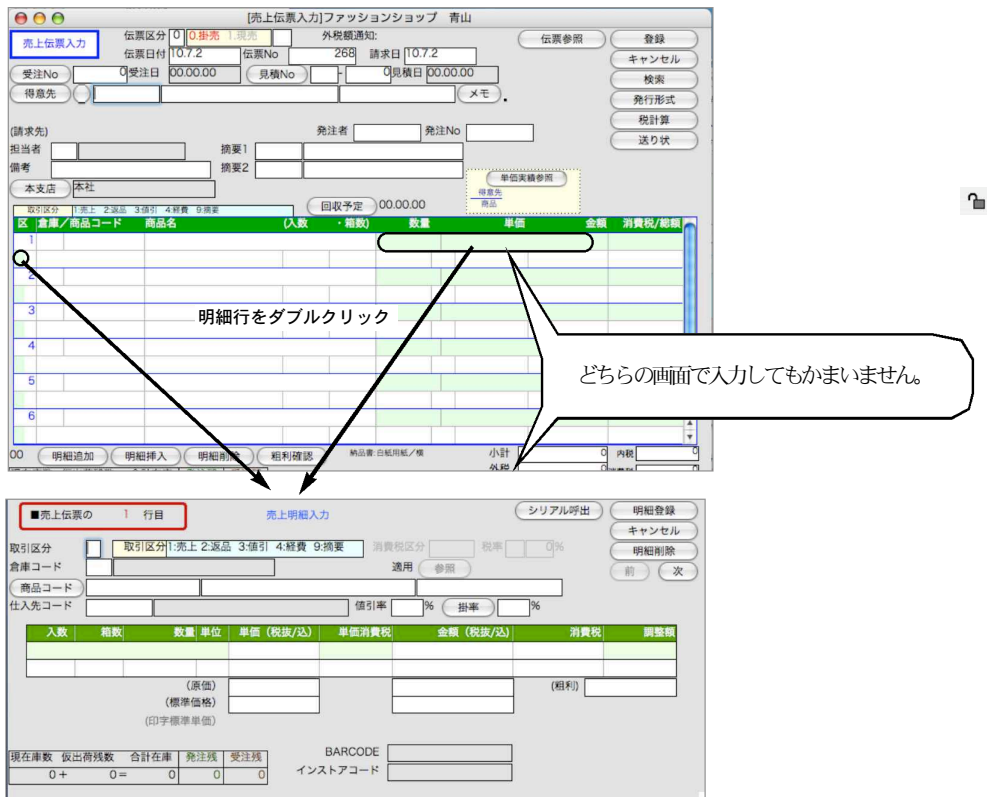 [売上伝票入力]ファッションショップ　青山
売上伝票入力 伝票区分 0 0.掛売 1.現売 外税額通知: 伝票参照 登録
伝票日付 10.7.2 伝票No 268 請求日 10.7.2 キャンセル
受注No 0 受注日 00.00.00 見積No - 0 見積日 00.00.00 検索
得意先 メモ . 発行形式
税計算
(請求先) 発注者 発注No 送り状
担当者 摘要1
備考 摘要2
単価実績参照
本支店 本社 得意先
商品
回収予定 00.00.00
取引区分 1:売上 2:返品 3:値引 4:経費 9:摘要
区 倉庫/商品コード 商品名 (入数 ・箱数) 数量 単価 金額 消費税/総額
1
2
3
明細行をダブルクリック
4
どちらの画面で入力してもかまいません。
5
6
00 明細追加 明細挿入 明細削除 粗利確認 納品書:白紙用紙/横 小計 0 内税 0
外税 0 0
■売上伝票の 1 行目 売上明細入力 シリアル呼出 明細登録
キャンセル
取引区分 取引区分 1:売上 2:返品 3:値引 4:経費 9:摘要 消費税区分 税率 0% 明細削除
倉庫コード 適用 参照 前 次
商品コード
仕入先コード 値引率 % 掛率 %
入数 箱数 数量 単位 単価（税抜/込） 単価消費税 金額（税抜/込） 消費税 調整額
(原価) (粗利)
(標準価格)
(印字標準単価)
現在庫数 仮出荷残数 合計在庫 発注残 受注残 BARCODE
0 + 0 = 0 0 0 インストアコード